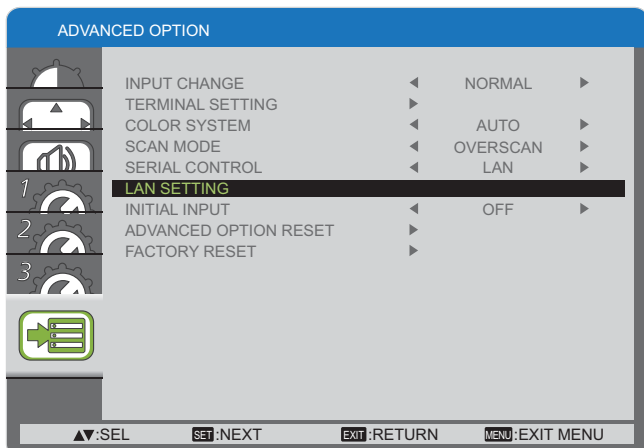 ADVANCED OPTION
INPUT CHANGE ◀ NORMAL ▶
TERMINAL SETTING ▶
COLOR SYSTEM ◀ AUTO ▶
SCAN MODE ◀ OVERSCAN ▶
SERIAL CONTROL ◀ LAN ▶
1 LAN SETTING
INITIAL INPUT ◀ OFF ▶
2 ADVANCED OPTION RESET ▶
FACTORY RESET ▶
3
▲▼:SEL SET:NEXT EXIT:RETURN MENU:EXIT MENU